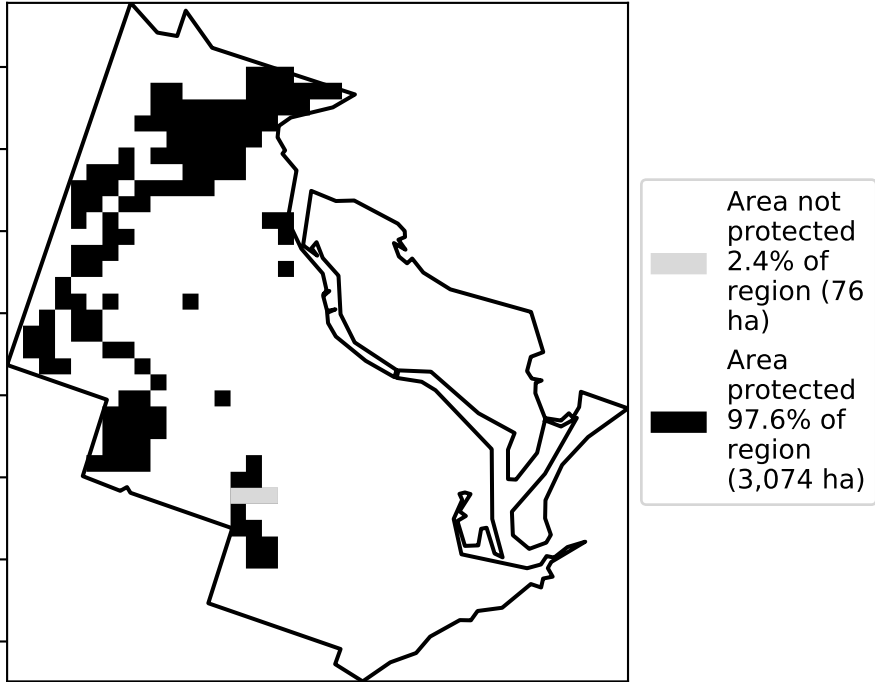 Area not
protected
2.4% of
region (76
ha)
Area
protected
97.6% of
region
(3,074 ha)